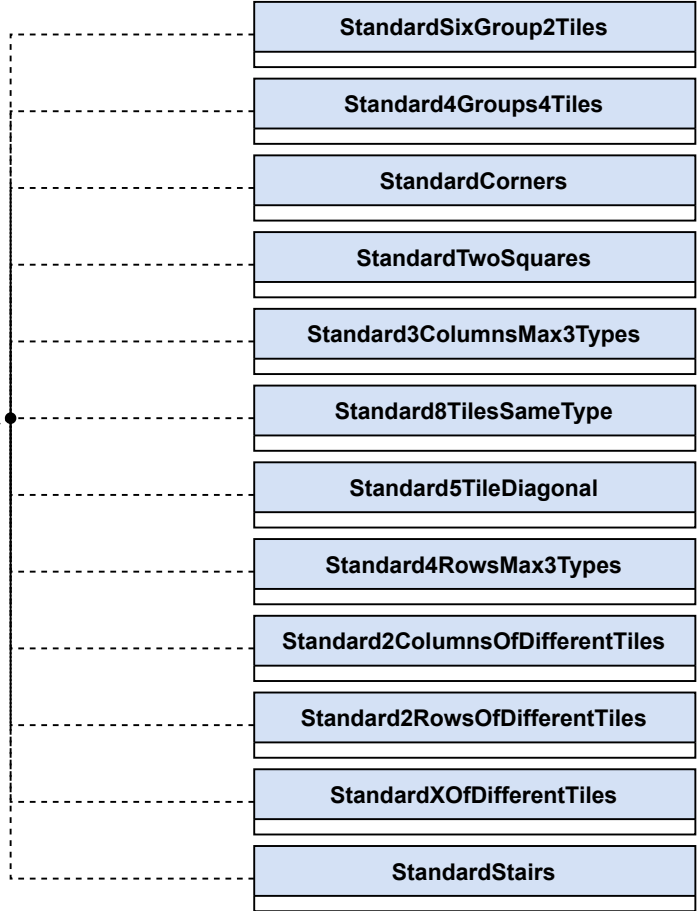 StandardSixGroup2Tiles
Standard4Groups4Tiles
StandardCorners
StandardTwoSquares
Standard3ColumnsMax3Types
Standard8TilesSameType
Standard5TileDiagonal
Standard4RowsMax3Types
Standard2ColumnsOfDifferentTiles
Standard2RowsOfDifferentTiles
StandardXOfDifferentTiles
StandardStairs